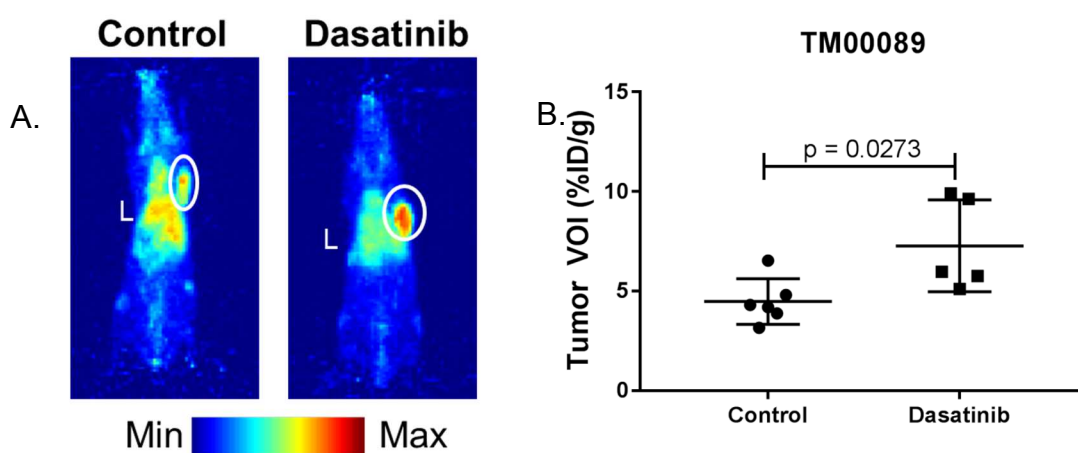 Control Dasatinib
A.
L
L
Min Max
B.
TM00089
p = 0.0273
Tumor VOI (%ID/g)
15
10
5
0
Control Dasatinib